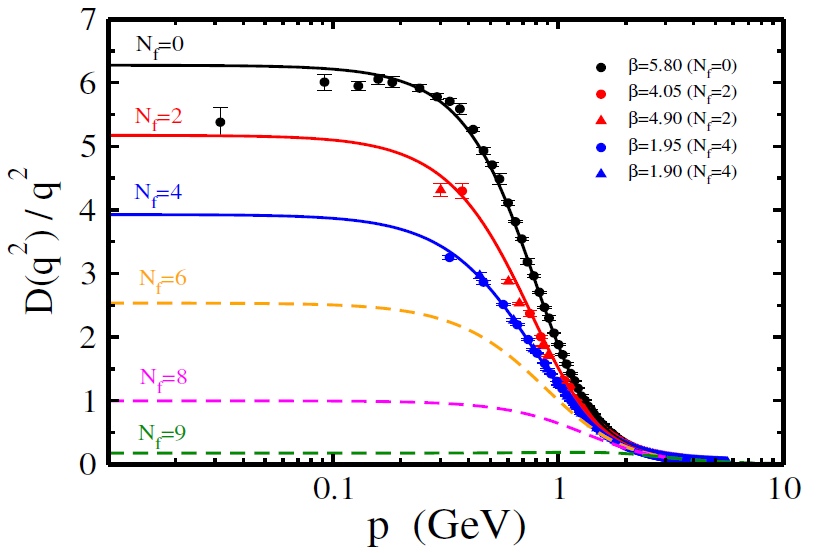 7
6
5
4
3
2
1
0
D(q²) / q²
N_f=0
N_f=2
N_f=4
N_f=6
N_f=8
N_f=9
β=5.80 (N_f=0)
β=4.05 (N_f=2)
β=4.90 (N_f=2)
β=1.95 (N_f=4)
β=1.90 (N_f=4)
0.1 1 10
p (GeV)